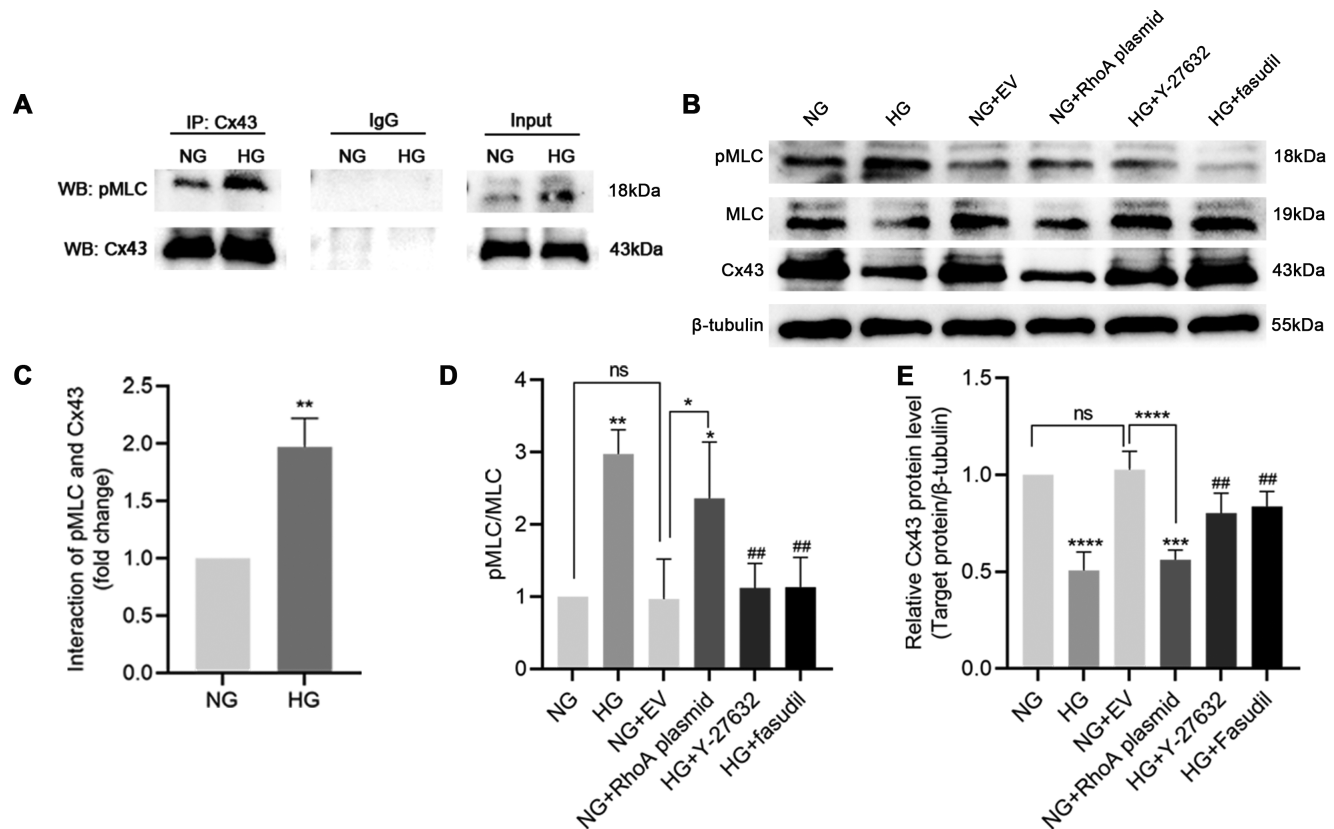 A
IP: Cx43 IgG Input
NG HG NG HG NG HG
WB: pMLC 18kDa
WB: Cx43 43kDa
B
NG HG NG+EV NG+RhoA plasmid HG+Y-27632 HG+fasudil
pMLC 18kDa
MLC 19kDa
Cx43 43kDa
β-tubulin 55kDa
C
Interaction of pMLC and Cx43
(fold change)
2.5
2.0
1.5
1.0
0.5
0.0
**
NG HG
D
pMLC/MLC
4
3
2
1
0
ns
*
** *
## ##
NG HG NG+EV NG+RhoA plasmid HG+Y-27632 HG+fasudil
E
Relative Cx43 protein level
(Target protein/β-tubulin)
1.5
1.0
0.5
0.0
ns ****
## ##
**** ***
NG HG NG+EV NG+RhoA plasmid HG+Y-27632 HG+Fasudil